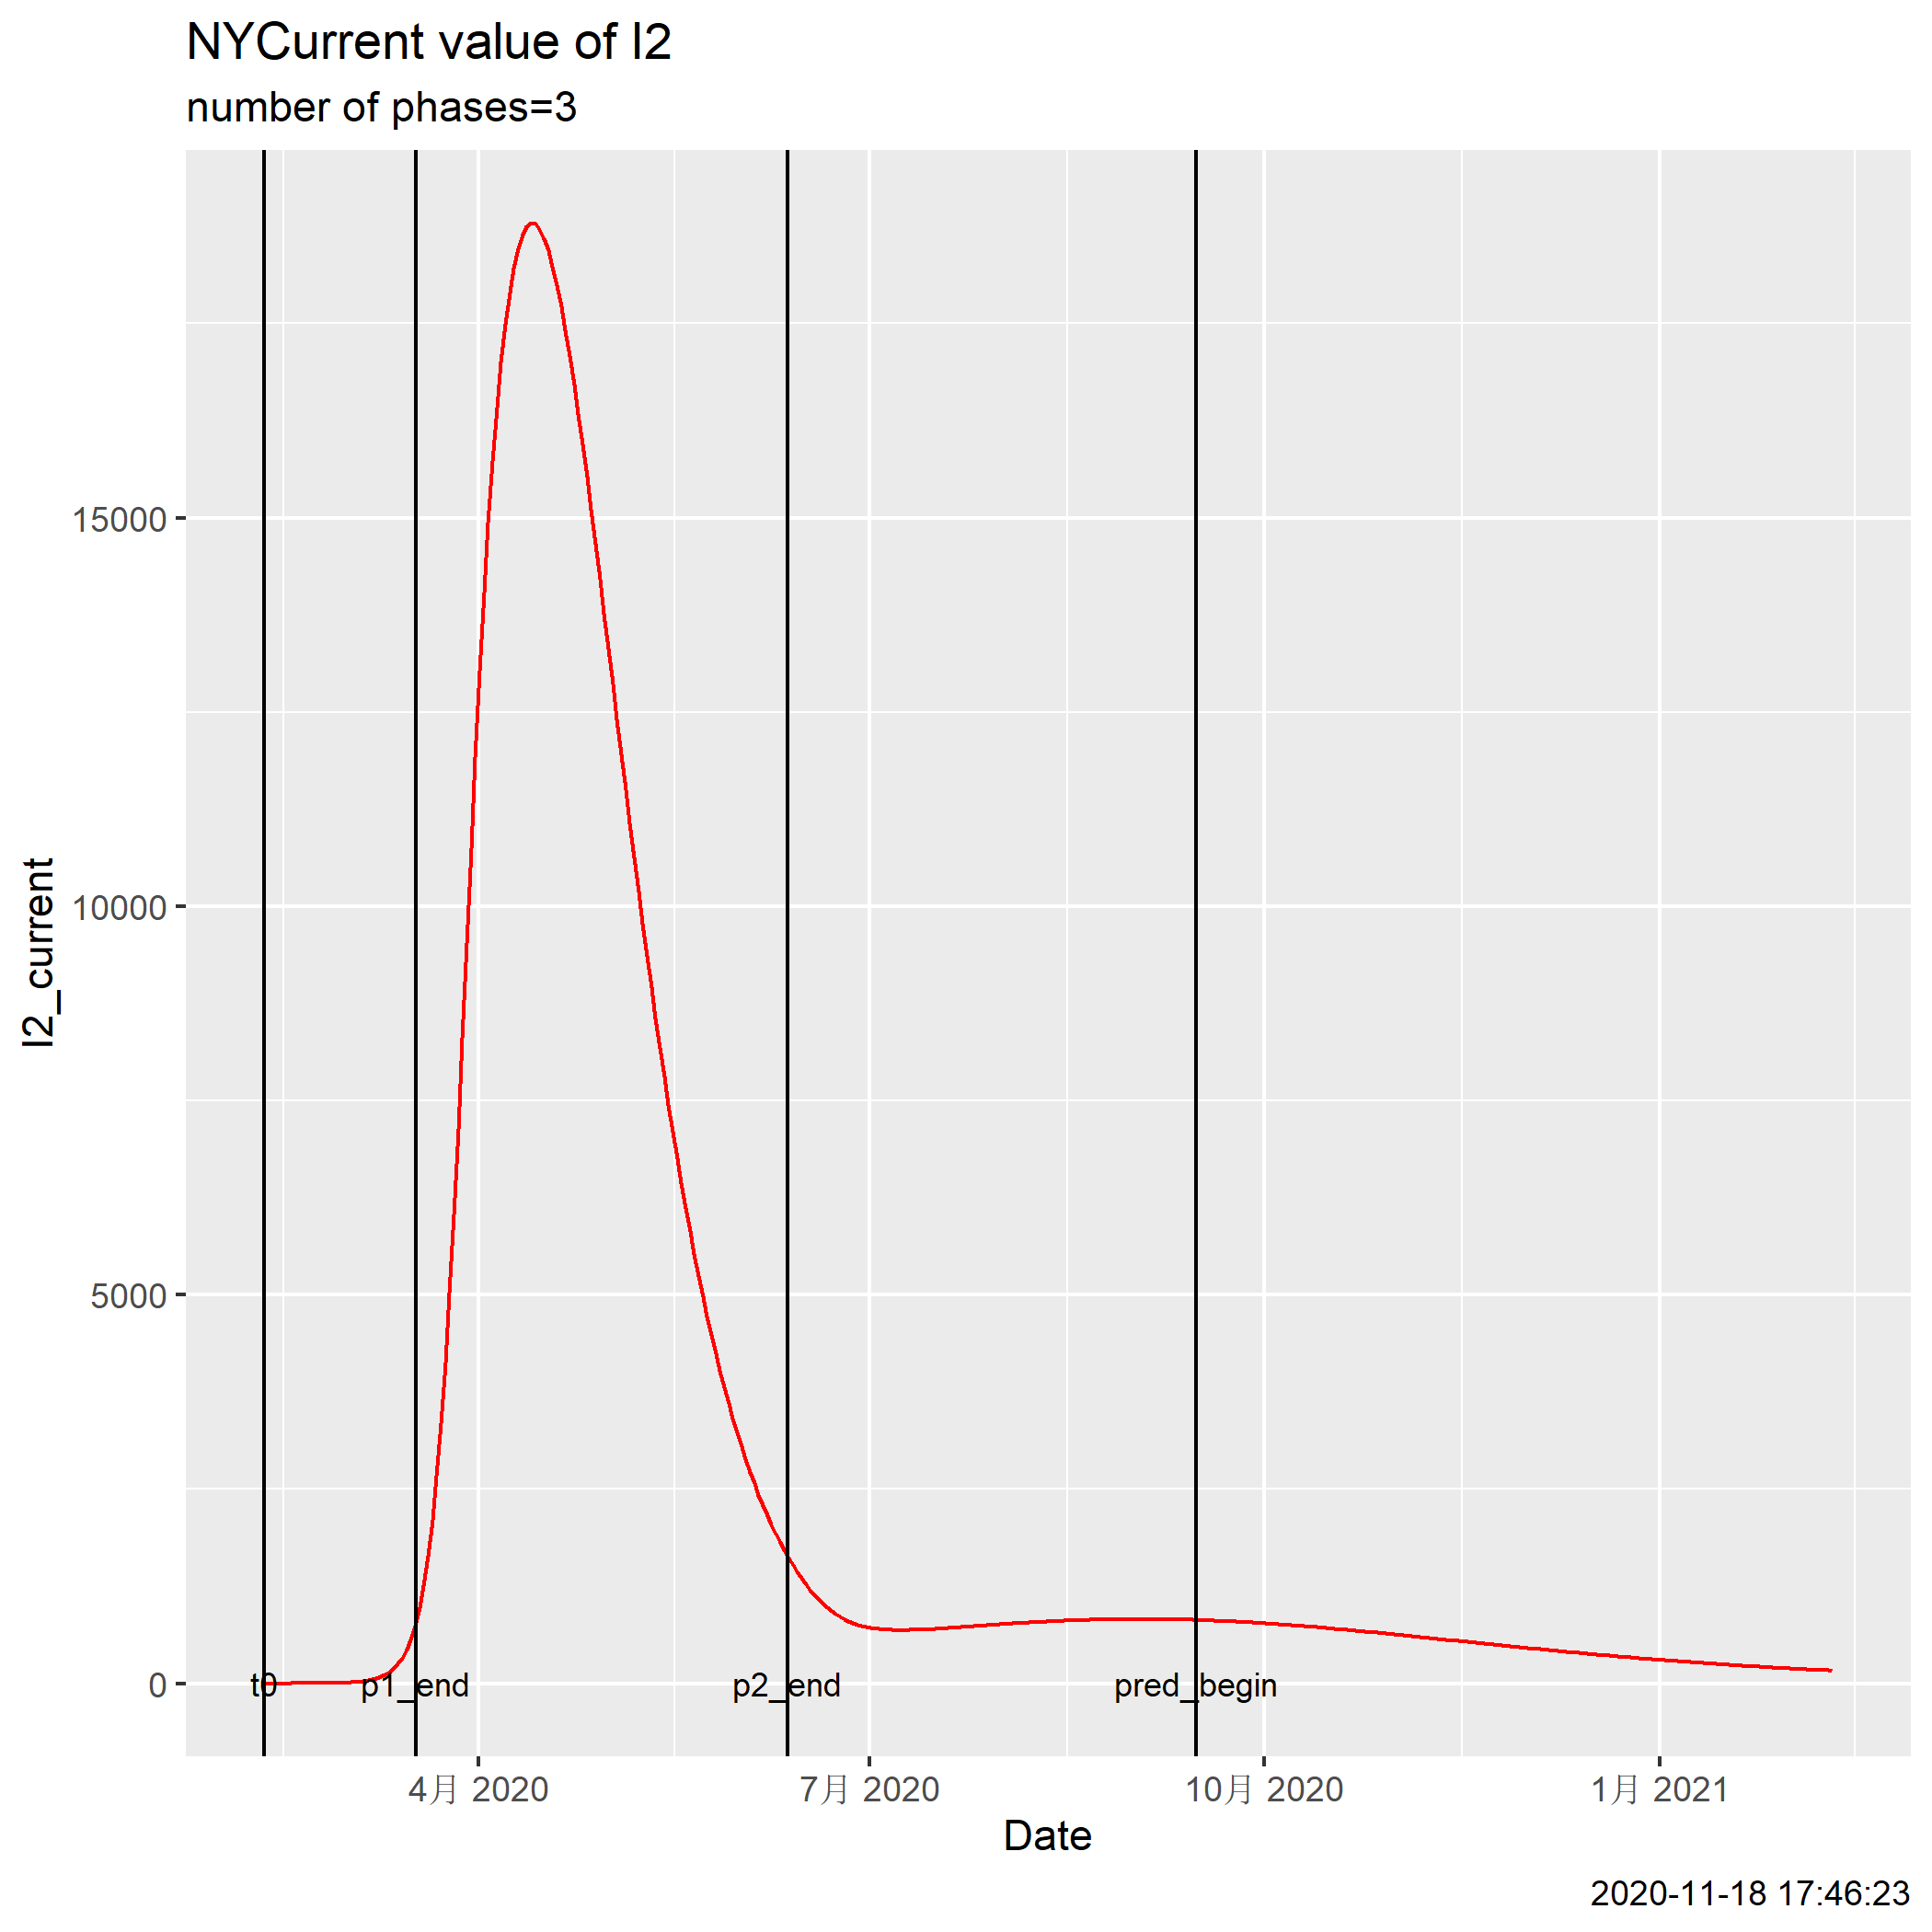 NYCurrent value of I2
number of phases=3
I2_current
15000
10000
5000
0
t0
p1_end
p2_end
pred_begin
4月 2020
7月 2020
10月 2020
1月 2021
Date
2020-11-18 17:46:23